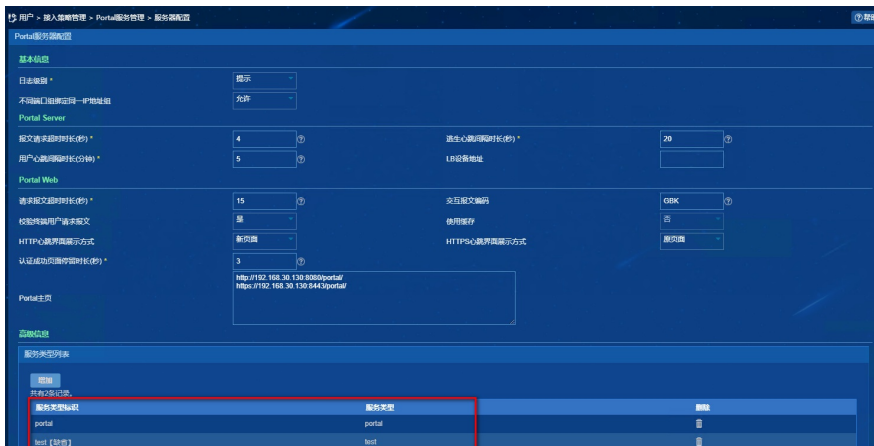 用户 > 接入策略管理 > Portal服务管理 > 服务器配置
帮助
Portal服务器配置
基本信息
日志级别 * 提示
不同端口组绑定同一IP地址组 允许
Portal Server
报文请求超时时长(秒) * 4 逃生心跳间隔时长(秒) * 20
用户心跳间隔时长(分钟) * 5 LB设备地址
Portal Web
请求报文超时时长(秒) * 15 交互报文编码 GBK
校验终端用户请求报文 是 使用缓存 否
HTTP心跳界面展示方式 新页面 HTTPS心跳界面展示方式 原页面
认证成功页面停留时长(秒) * 3
http://192.168.30.130:8080/portal/
https://192.168.30.130:8443/portal/
Portal主页
高级信息
服务类型列表
增加
共有2条记录。
服务类型标识 服务类型 删除
portal portal
test【缺省】 test